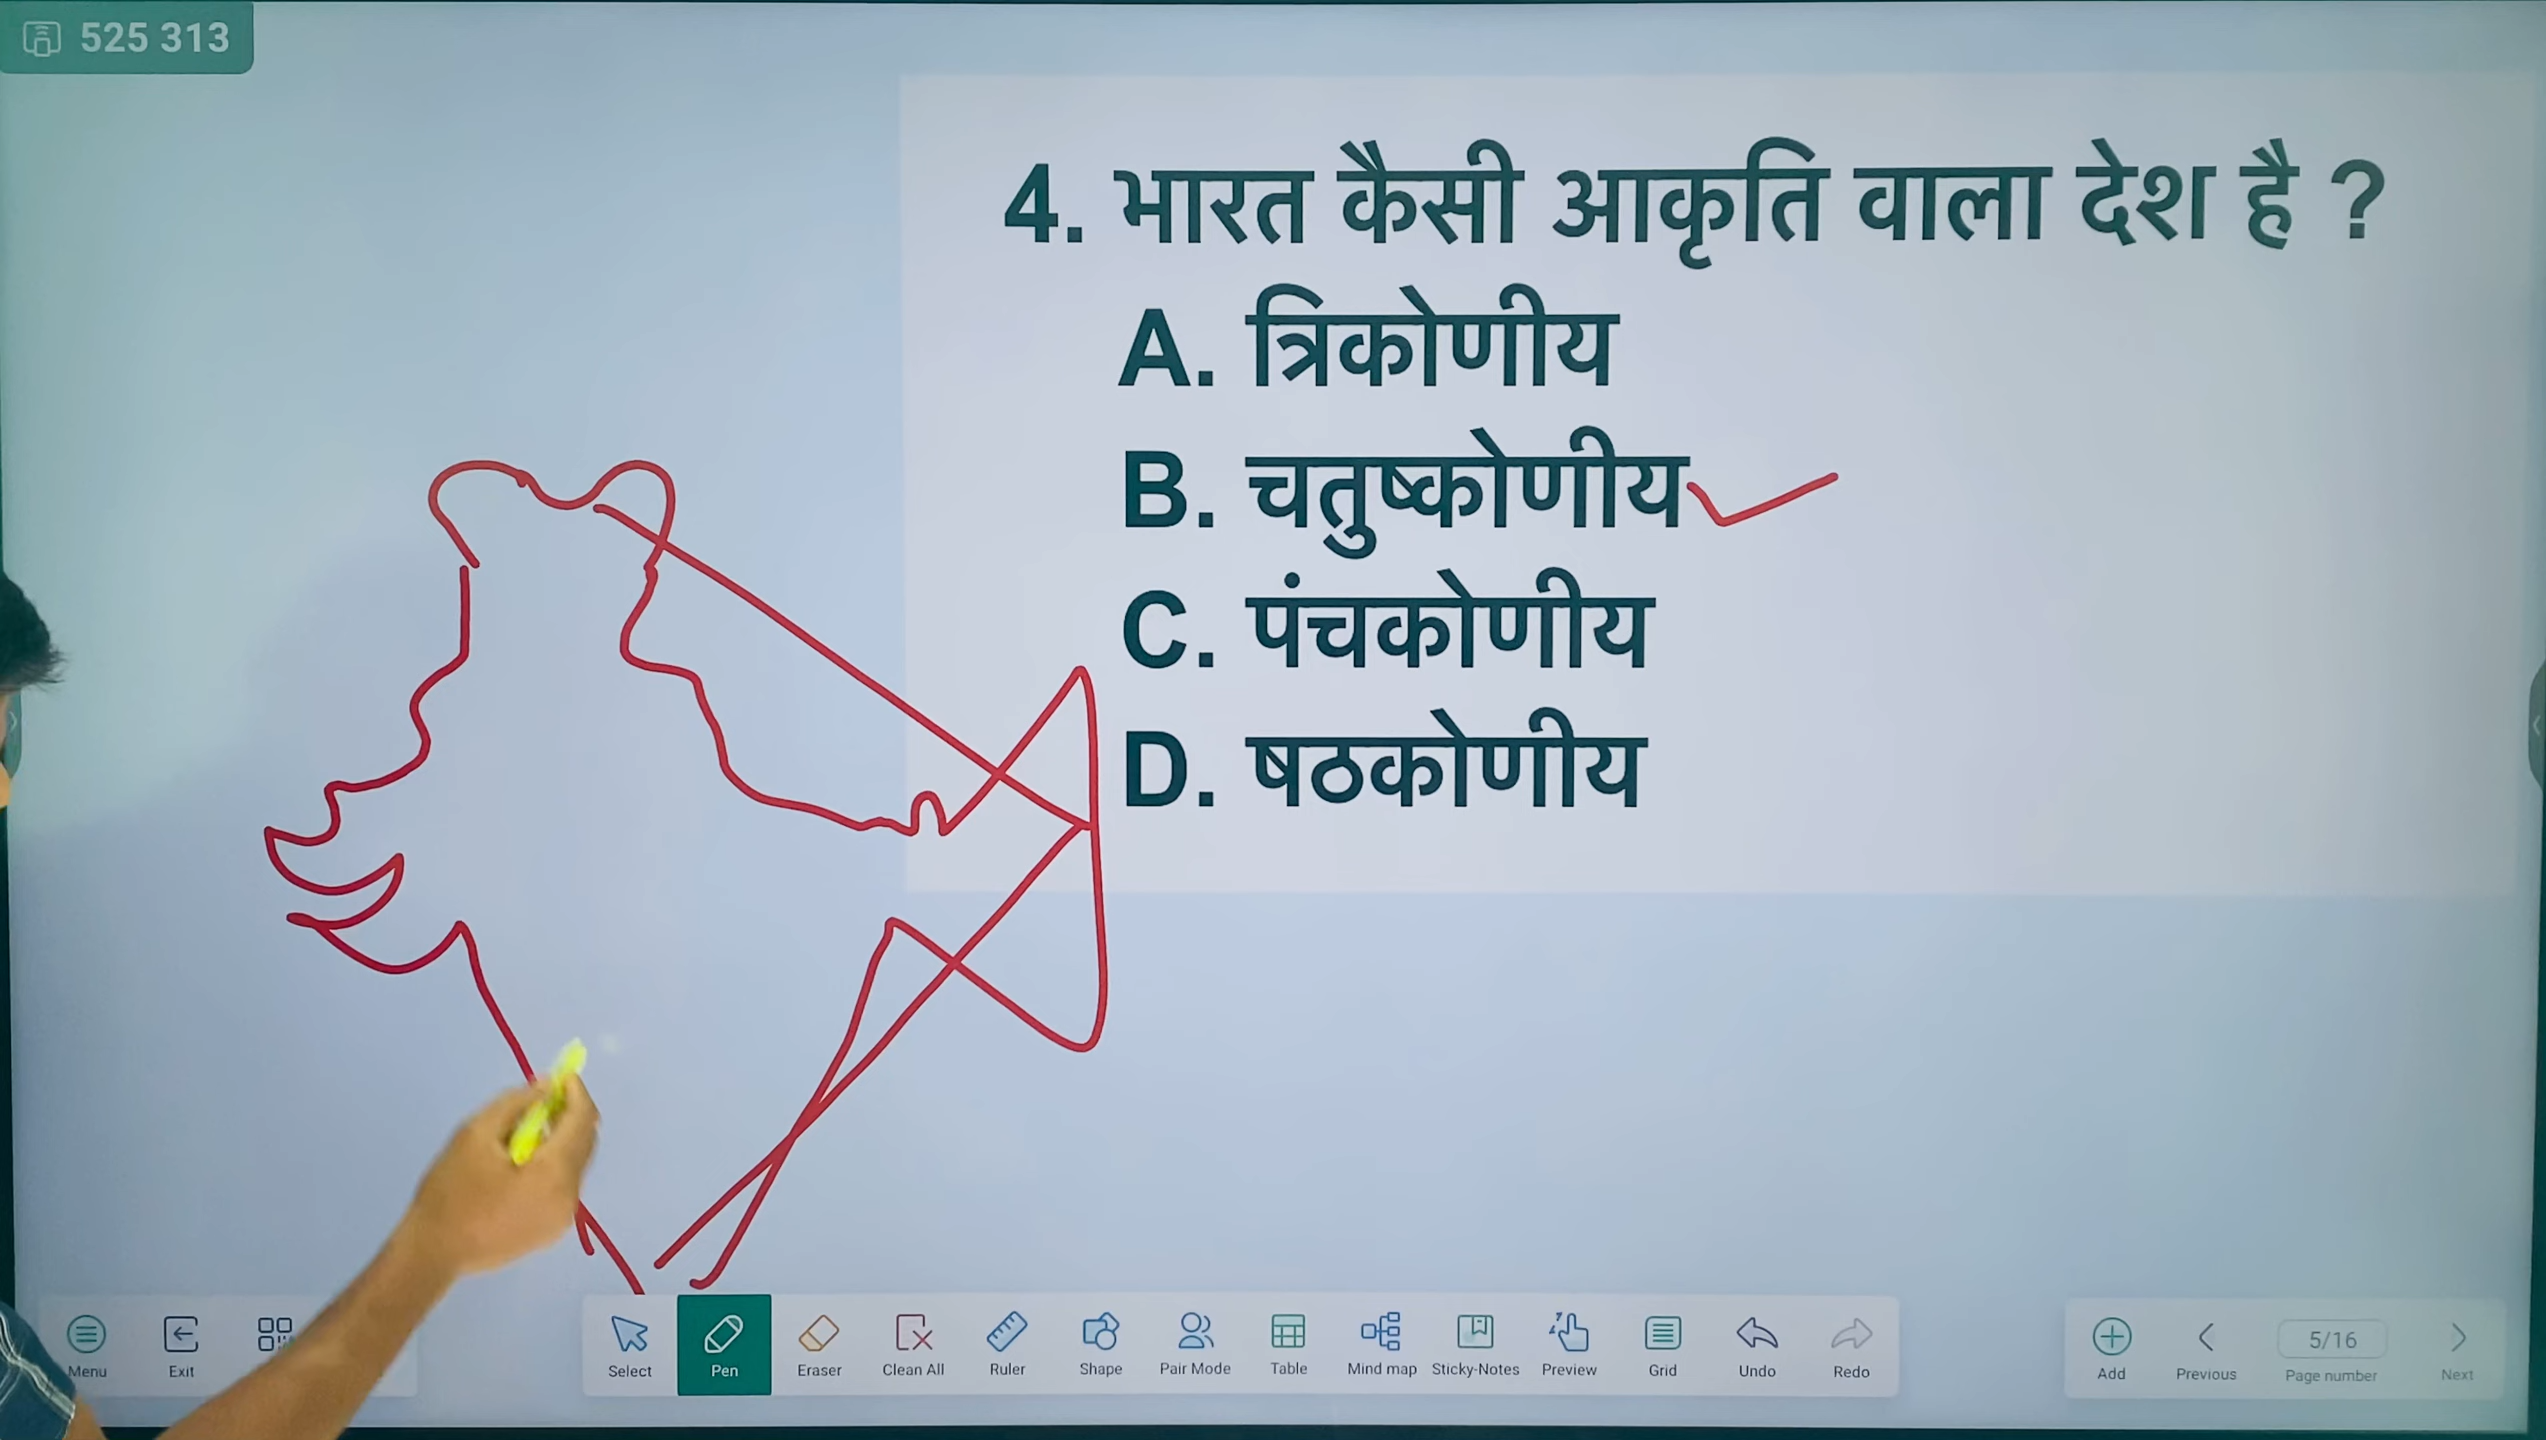 525 313
4. भारत कैसी आकृति वाला देश है ?
A. त्रिकोणीय
B. चतुष्कोणीय
C. पंचकोणीय
D. षठकोणीय
Menu
Exit
Select
Pen
Eraser
Clean All
Ruler
Shape
Pair Mode
Table
Mind map
Sticky-Notes
Preview
Grid
Undo
Redo
Add
Previous
5/16
Page number
Next